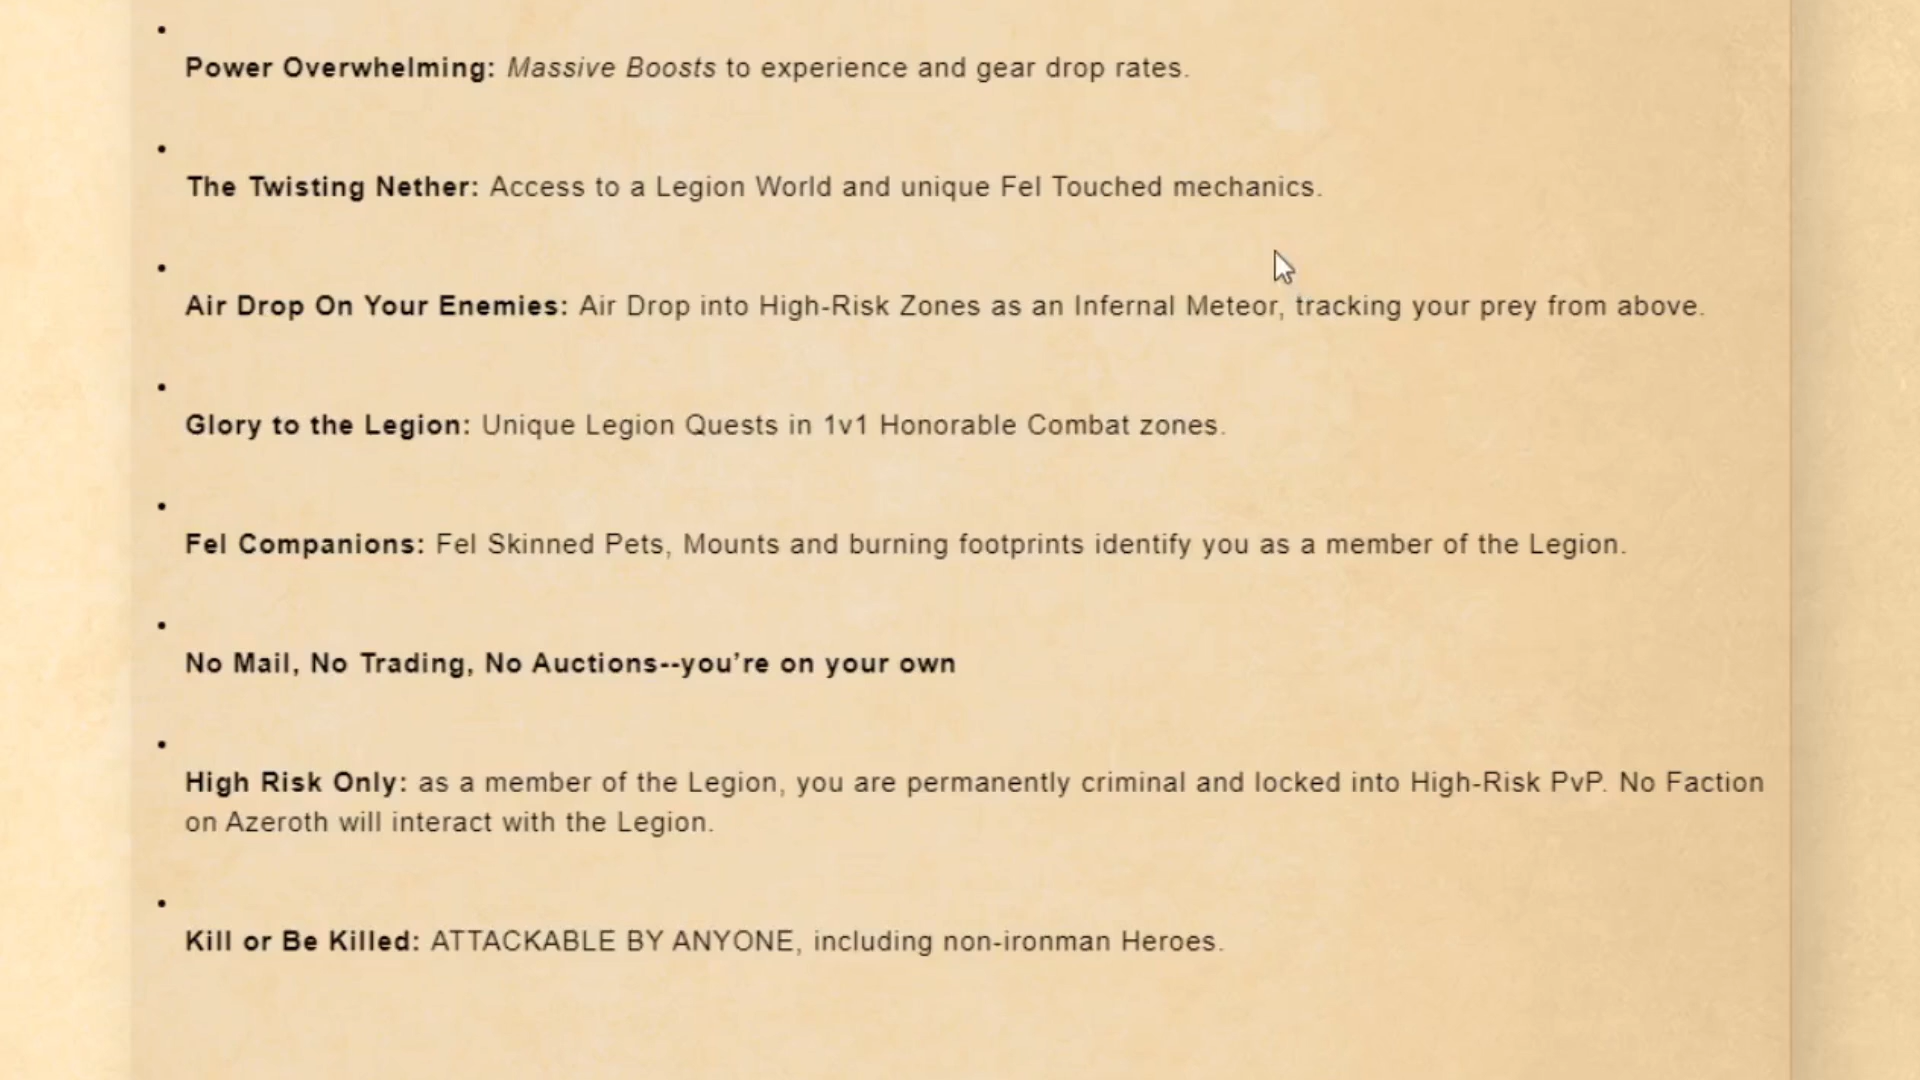 Power Overwhelming: Massive Boosts to experience and gear drop rates.
The Twisting Nether: Access to a Legion World and unique Fel Touched mechanics.
Air Drop On Your Enemies: Air Drop into High-Risk Zones as an Infernal Meteor, tracking your prey from above.
Glory to the Legion: Unique Legion Quests in 1v1 Honorable Combat zones.
Fel Companions: Fel Skinned Pets, Mounts and burning footprints identify you as a member of the Legion.
No Mail, No Trading, No Auctions--you’re on your own
High Risk Only: as a member of the Legion, you are permanently criminal and locked into High-Risk PvP. No Faction
on Azeroth will interact with the Legion.
Kill or Be Killed: ATTACKABLE BY ANYONE, including non-ironman Heroes.